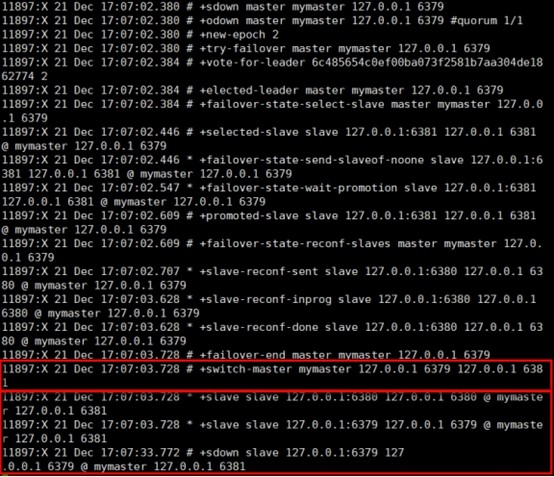 11897:X 21 Dec 17:07:02.380 # +sdown master mymaster 127.0.0.1 6379
11897:X 21 Dec 17:07:02.380 # +odown master mymaster 127.0.0.1 6379 #quorum 1/1
11897:X 21 Dec 17:07:02.380 # +new-epoch 2
11897:X 21 Dec 17:07:02.380 # +try-failover master mymaster 127.0.0.1 6379
11897:X 21 Dec 17:07:02.384 # +vote-for-leader 6c485654c0ef00ba073f2581b7aa304de18
62774 2
11897:X 21 Dec 17:07:02.384 # +elected-leader master mymaster 127.0.0.1 6379
11897:X 21 Dec 17:07:02.384 # +failover-state-select-slave master mymaster 127.0.0
.1 6379
11897:X 21 Dec 17:07:02.446 # +selected-slave slave 127.0.0.1:6381 127.0.0.1 6381
@ mymaster 127.0.0.1 6379
11897:X 21 Dec 17:07:02.446 * +failover-state-send-slaveof-noone slave 127.0.0.1:6
381 127.0.0.1 6381 @ mymaster 127.0.0.1 6379
11897:X 21 Dec 17:07:02.547 * +failover-state-wait-promotion slave 127.0.0.1:6381
127.0.0.1 6381 @ mymaster 127.0.0.1 6379
11897:X 21 Dec 17:07:02.609 # +promoted-slave slave 127.0.0.1:6381 127.0.0.1 6381
@ mymaster 127.0.0.1 6379
11897:X 21 Dec 17:07:02.609 # +failover-state-reconf-slaves master mymaster 127.0.
0.1 6379
11897:X 21 Dec 17:07:02.707 * +slave-reconf-sent slave 127.0.0.1:6380 127.0.0.1 63
80 @ mymaster 127.0.0.1 6379
11897:X 21 Dec 17:07:03.628 * +slave-reconf-inprog slave 127.0.0.1:6380 127.0.0.1
6380 @ mymaster 127.0.0.1 6379
11897:X 21 Dec 17:07:03.628 * +slave-reconf-done slave 127.0.0.1:6380 127.0.0.1 63
80 @ mymaster 127.0.0.1 6379
11897:X 21 Dec 17:07:03.728 # +failover-end master mymaster 127.0.0.1 6379
11897:X 21 Dec 17:07:03.728 # +switch-master mymaster 127.0.0.1 6379 127.0.0.1 638
1
11897:X 21 Dec 17:07:03.728 * +slave slave 127.0.0.1:6380 127.0.0.1 6380 @ mymaste
r 127.0.0.1 6381
11897:X 21 Dec 17:07:03.728 * +slave slave 127.0.0.1:6379 127.0.0.1 6379 @ mymaste
r 127.0.0.1 6381
11897:X 21 Dec 17:07:33.772 # +sdown slave 127.0.0.1:6379 127
.0.0.1 6379 @ mymaster 127.0.0.1 6381